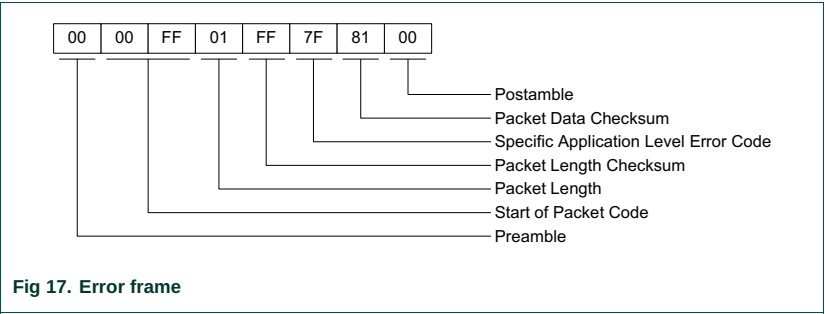 00 00 FF 01 FF 7F 81 00
Postamble
Packet Data Checksum
Specific Application Level Error Code
Packet Length Checksum
Packet Length
Start of Packet Code
Preamble
Fig 17. Error frame